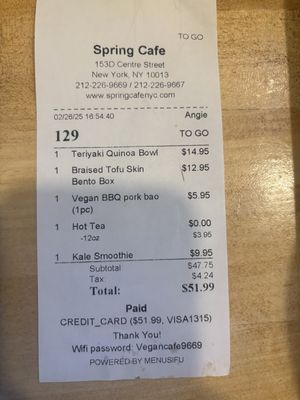 TO GO
Spring Cafe
153D Centre Street
New York, NY 10013
212-226-9669 / 212-226-9667
www.springcafenyc.com
02/26/25 16:54:40 Angie
129 TO GO
1 Teriyaki Quinoa Bowl $14.95
1 Braised Tofu Skin $12.95
Bento Box
1 Vegan BBQ pork bao $5.95
(1pc)
1 Hot Tea $0.00
-12oz $3.95
1 Kale Smoothie $9.95
Subtotal $47.75
Tax $4.24
Total: $51.99
Paid
CREDIT_CARD ($51.99, VISA1315)
Thank You!
Wifi password: Vegancafe9669
POWERED BY MENUSIFU